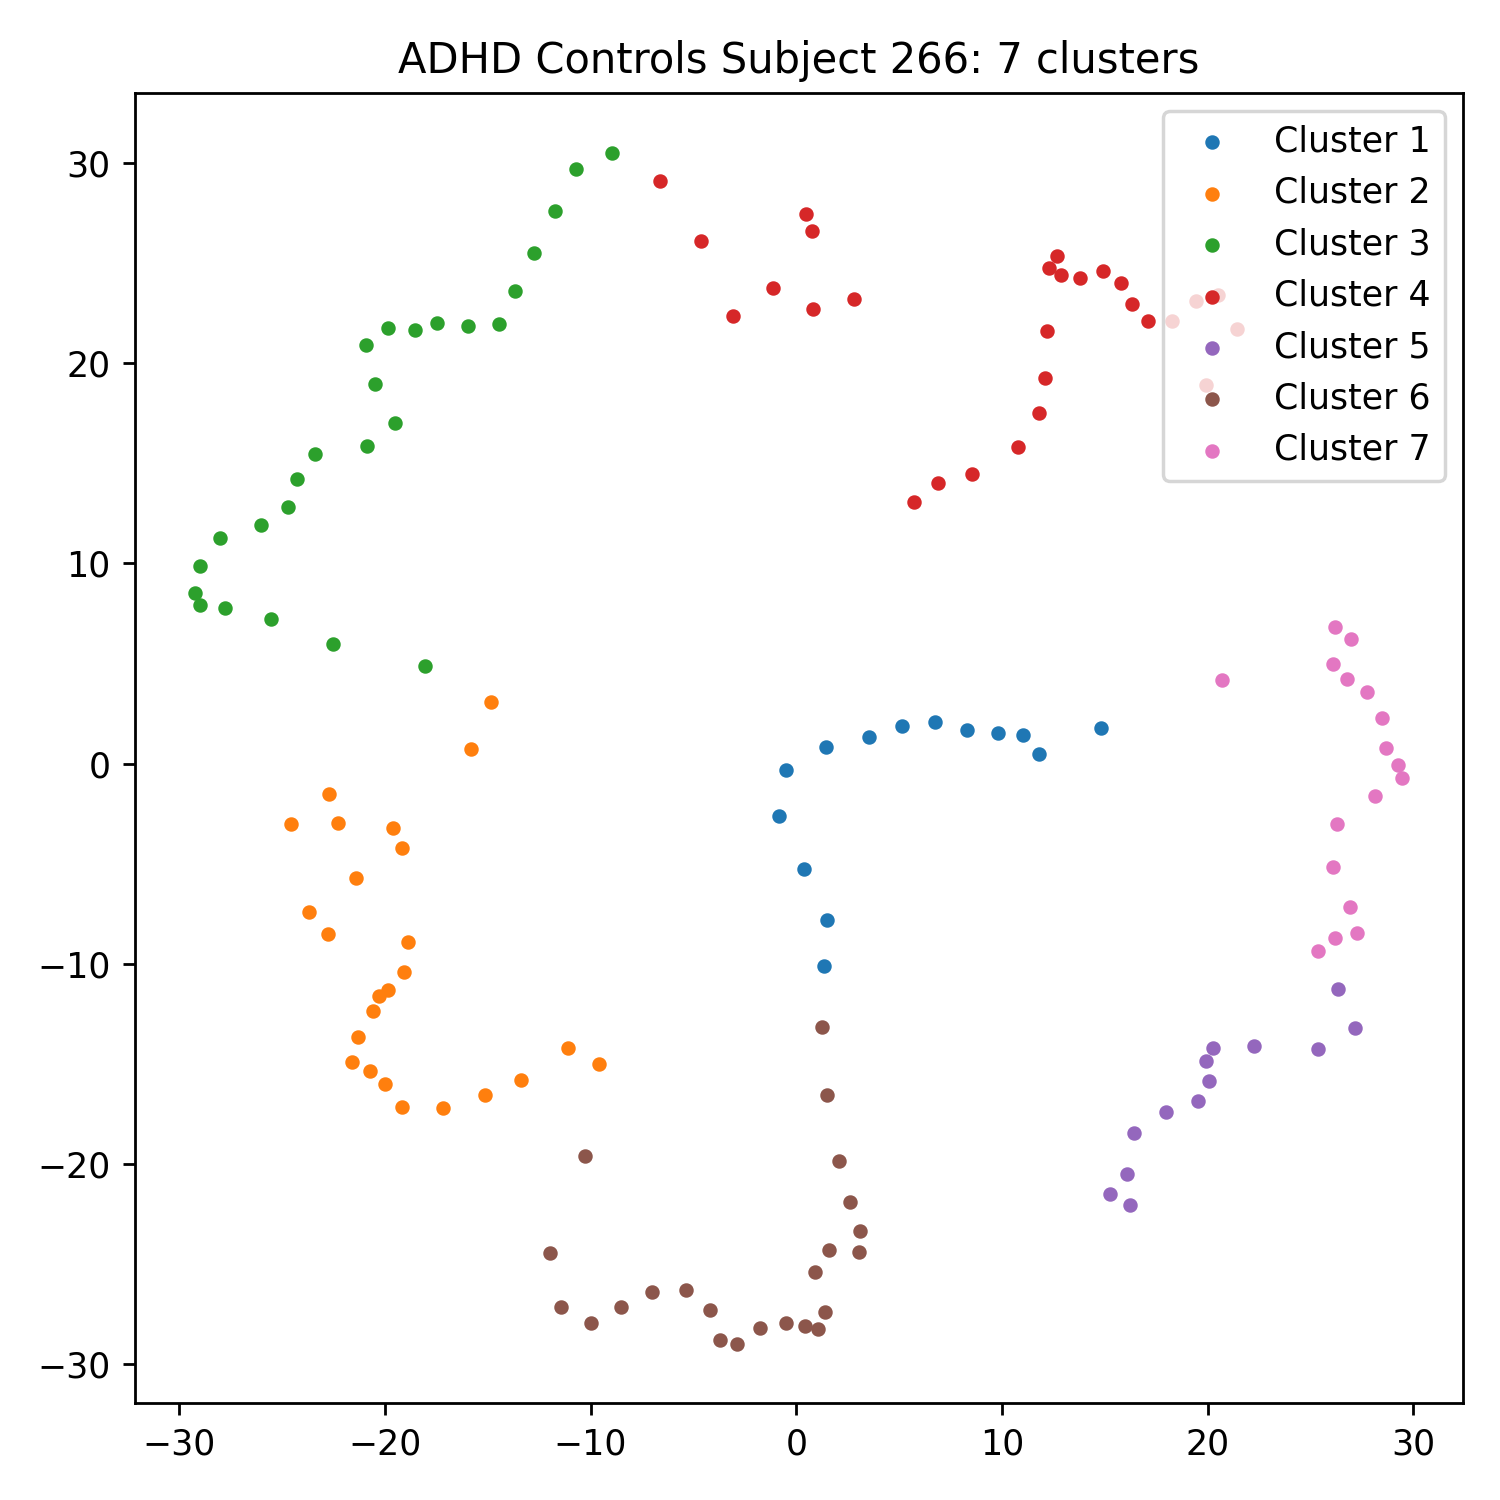 ADHD Controls Subject 266: 7 clusters
Cluster 1
Cluster 2
Cluster 3
Cluster 4
Cluster 5
Cluster 6
Cluster 7
30
20
10
0
−10
−20
−30
−30 −20 −10 0 10 20 30